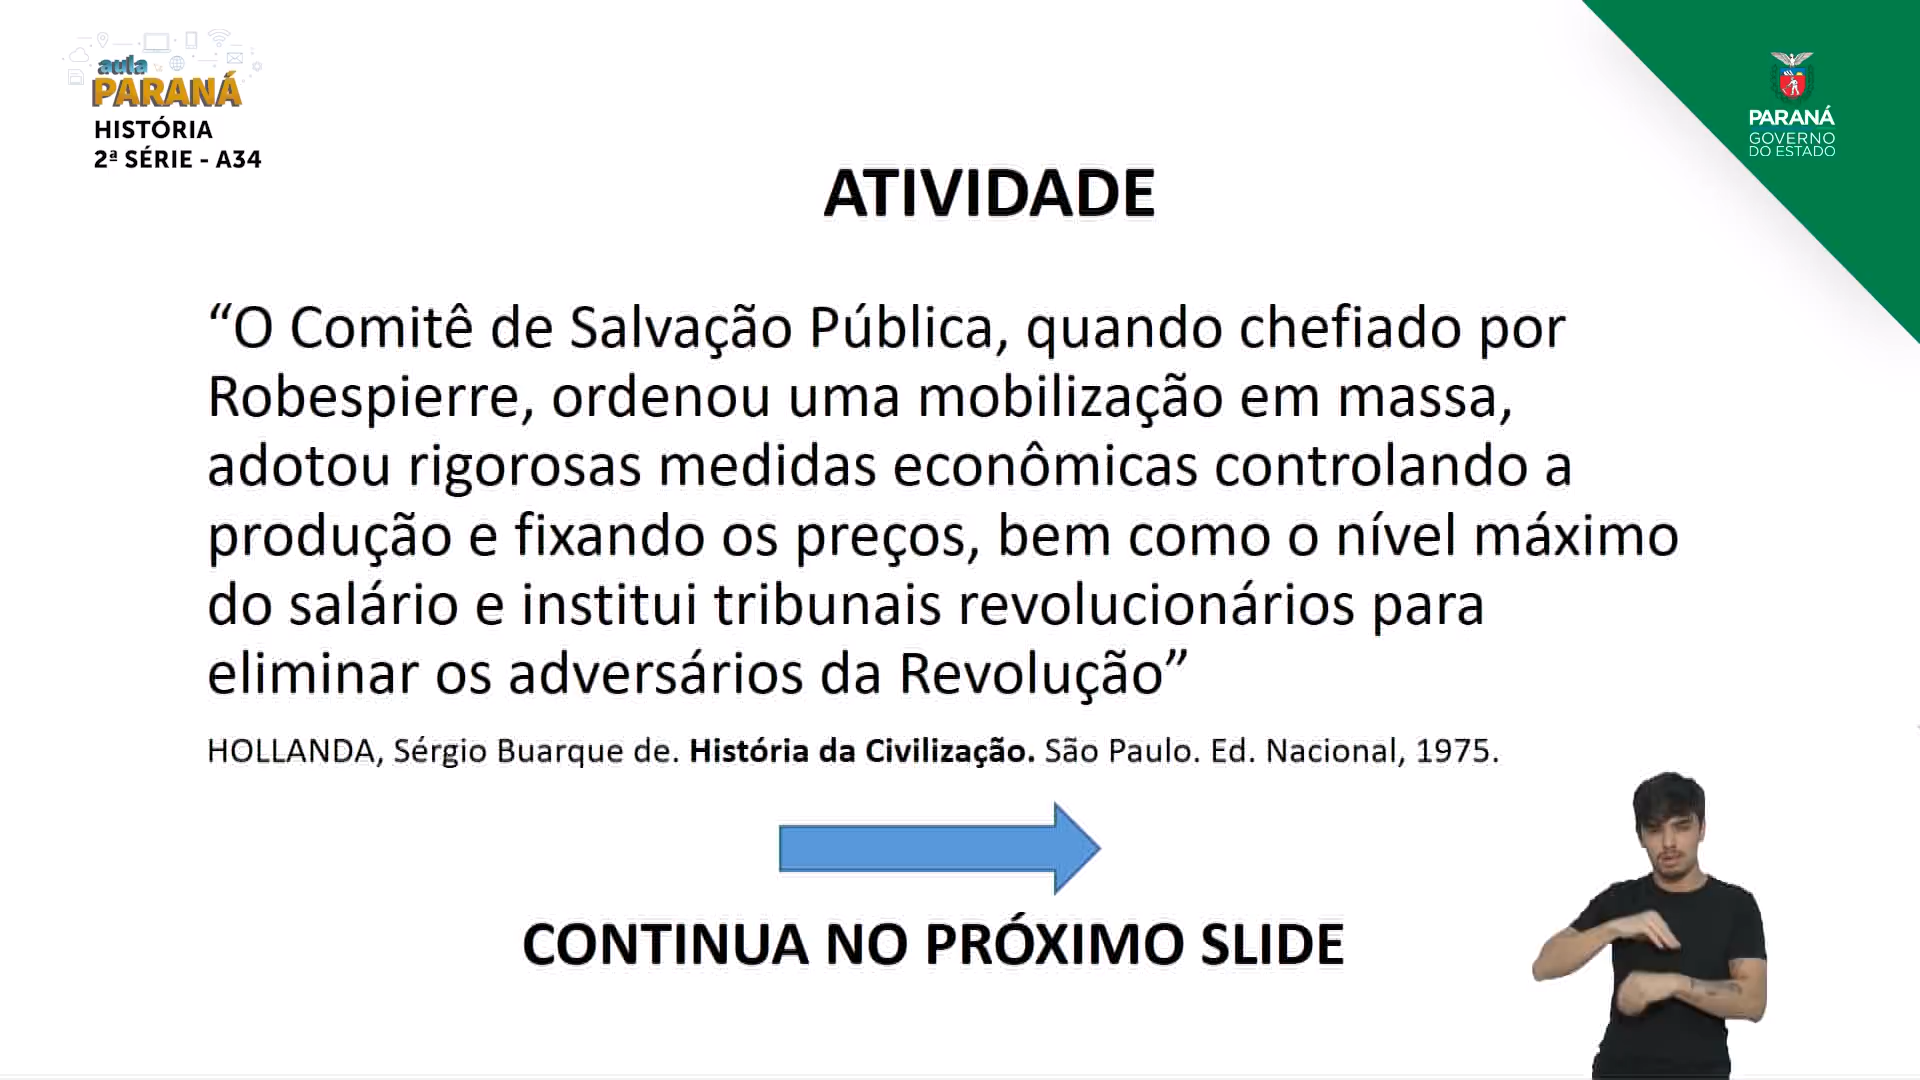 aula
PARANÁ
HISTÓRIA
2ª SÉRIE - A34
PARANÁ
GOVERNO
DO ESTADO
ATIVIDADE
“O Comitê de Salvação Pública, quando chefiado por
Robespierre, ordenou uma mobilização em massa,
adotou rigorosas medidas econômicas controlando a
produção e fixando os preços, bem como o nível máximo
do salário e institui tribunais revolucionários para
eliminar os adversários da Revolução”
HOLLANDA, Sérgio Buarque de. História da Civilização. São Paulo. Ed. Nacional, 1975.
CONTINUA NO PRÓXIMO SLIDE